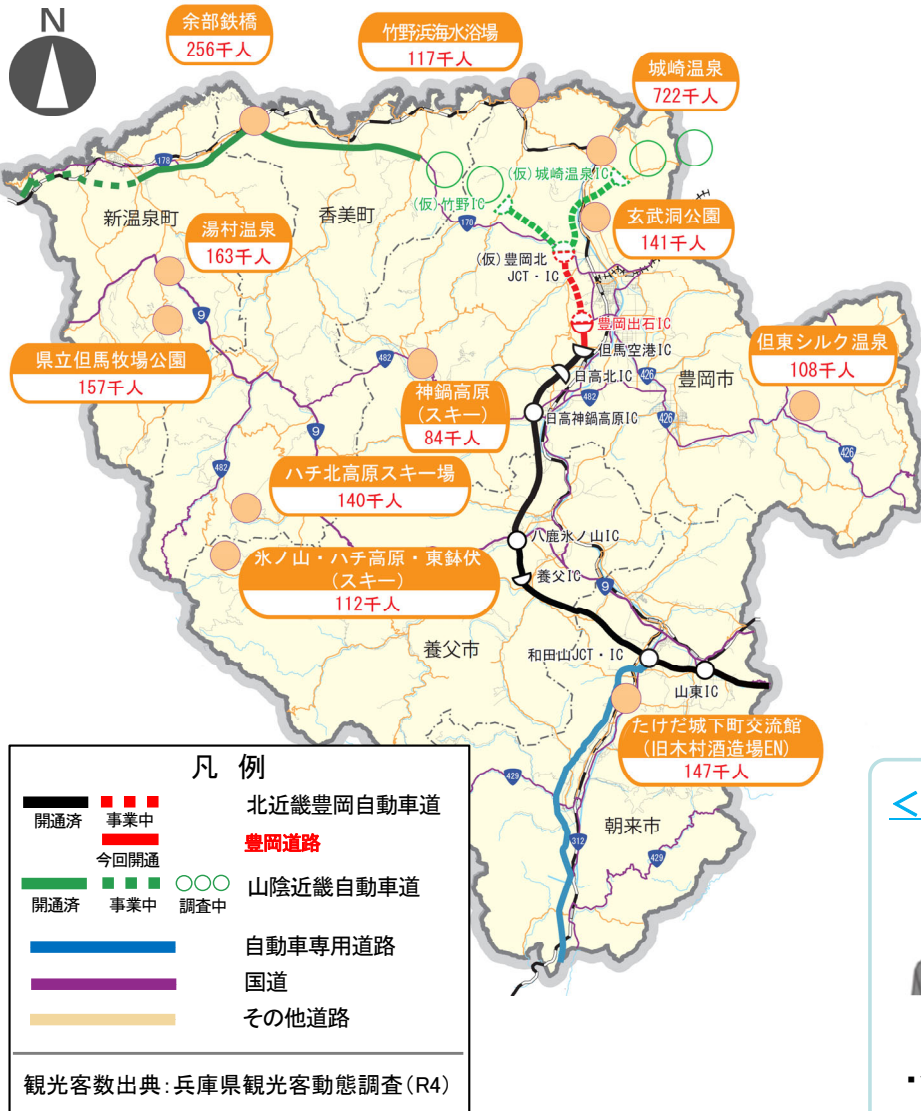 N
余部鉄橋
256千人
竹野浜海水浴場
117千人
城崎温泉
722千人
178
(仮)城崎温泉IC
(仮)竹野IC
新温泉町
香美町
170
玄武洞公園
141千人
湯村温泉
163千人
(仮)豊岡北
JCT・IC
豊岡出石IC
9
但馬空港IC
県立但馬牧場公園
157千人
482
日高北IC
426
豊岡市
但東シルク温泉
108千人
神鍋高原
(スキー)
84千人
482
日高神鍋高原IC
426
9
426
482
ハチ北高原スキー場
140千人
八鹿氷ノ山IC
氷ノ山・ハチ高原・東鉢伏
(スキー)
112千人
養父IC
9
養父市
和田山JCT・IC
山東IC
たけだ城下町交流館
(旧木村酒造場EN)
147千人
429
312
朝来市
429
凡 例
開通済
事業中
北近畿豊岡自動車道
今回開通
豊岡道路
開通済
事業中
調査中
山陰近畿自動車道
自動車専用道路
国道
その他道路
観光客数出典:兵庫県観光客動態調査(R4)
<